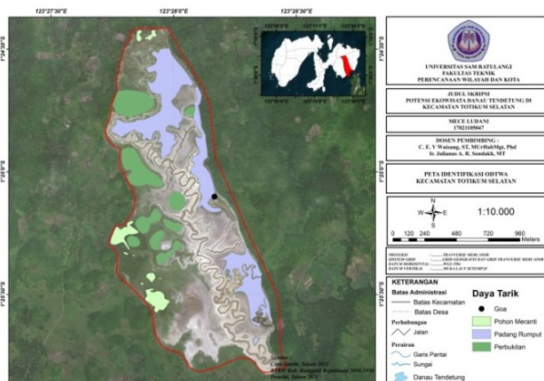 123°27'30"E
123°28'0"E
123°28'30"E
UNIVERSITAS SAM RATULANGI
FAKULTAS TEKNIK
PERENCANAAN WILAYAH DAN KOTA
JUDUL SKRIPSI
POTENSI EKOWISATA DANAU TENDETUNG DI
KECAMATAN TOTIKUM SELATAN
MECE LUDANI
DOSEN PEMBIMBING :
PETA IDENTIFIKASI ODTWA
KECAMATAN TOTIKUM SELATAN
N
W
E
S
1:10.000
0 120 240 480 720 960
Meters
KETERANGAN
Batas Administrasi
Batas Kecamatan
Batas Desa
Perhubungan
Jalan
Perairan
Garis Pantai
Sungai
Danau Tendetung
Daya Tarik
Goa
Pohon Meranti
Padang Rumput
Perbukitan